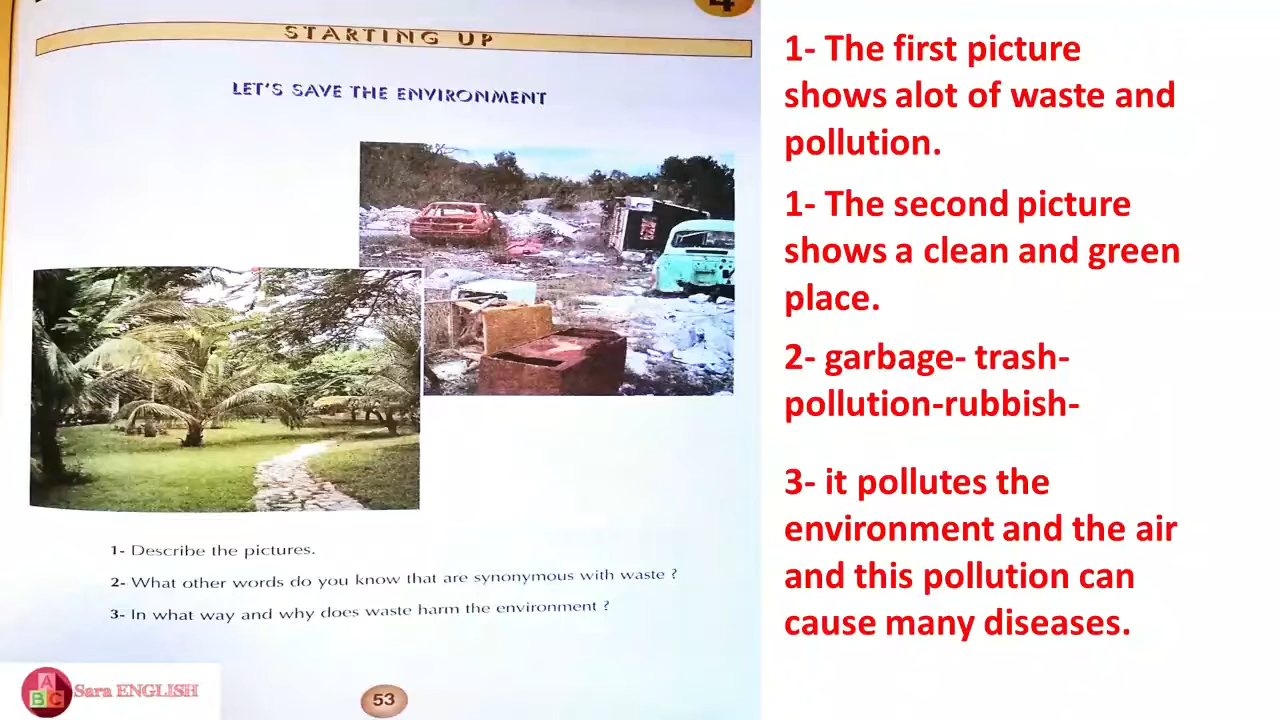 4
STARTING UP
LET'S SAVE THE ENVIRONMENT
1- Describe the pictures.
2- What other words do you know that are synonymous with waste ?
3- In what way and why does waste harm the environment ?
53
A
B C
Sara ENGLISH
1- The first picture
shows alot of waste and
pollution.
1- The second picture
shows a clean and green
place.
2- garbage- trash-
pollution-rubbish-
3- it pollutes the
environment and the air
and this pollution can
cause many diseases.